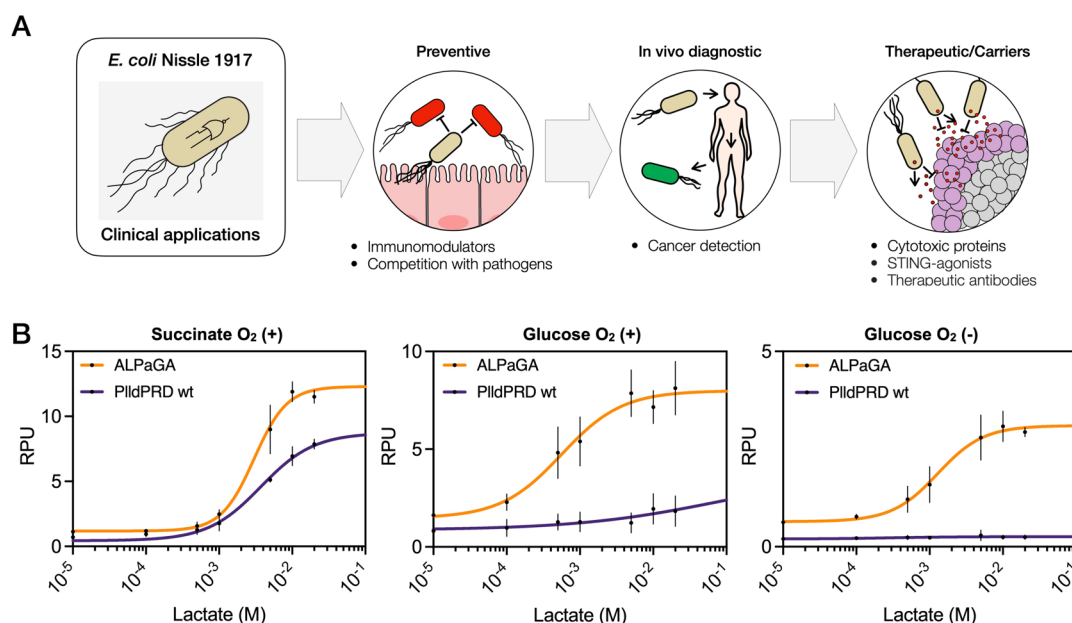 A
E. coli Nissle 1917
Clinical applications
Preventive
• Immunomodulators
• Competition with pathogens
In vivo diagnostic
• Cancer detection
Therapeutic/Carriers
• Cytotoxic proteins
• STING-agonists
• Therapeutic antibodies
B
Succinate O₂ (+)
ALPaGA
PlldPRD wt
RPU
15
10
5
0
10⁻⁵
10⁻⁴
10⁻³
10⁻²
10⁻¹
Lactate (M)
Glucose O₂ (+)
ALPaGA
PlldPRD wt
RPU
10
5
0
10⁻⁵
10⁻⁴
10⁻³
10⁻²
10⁻¹
Lactate (M)
Glucose O₂ (-)
ALPaGA
PlldPRD wt
RPU
5
0
10⁻⁵
10⁻⁴
10⁻³
10⁻²
10⁻¹
Lactate (M)